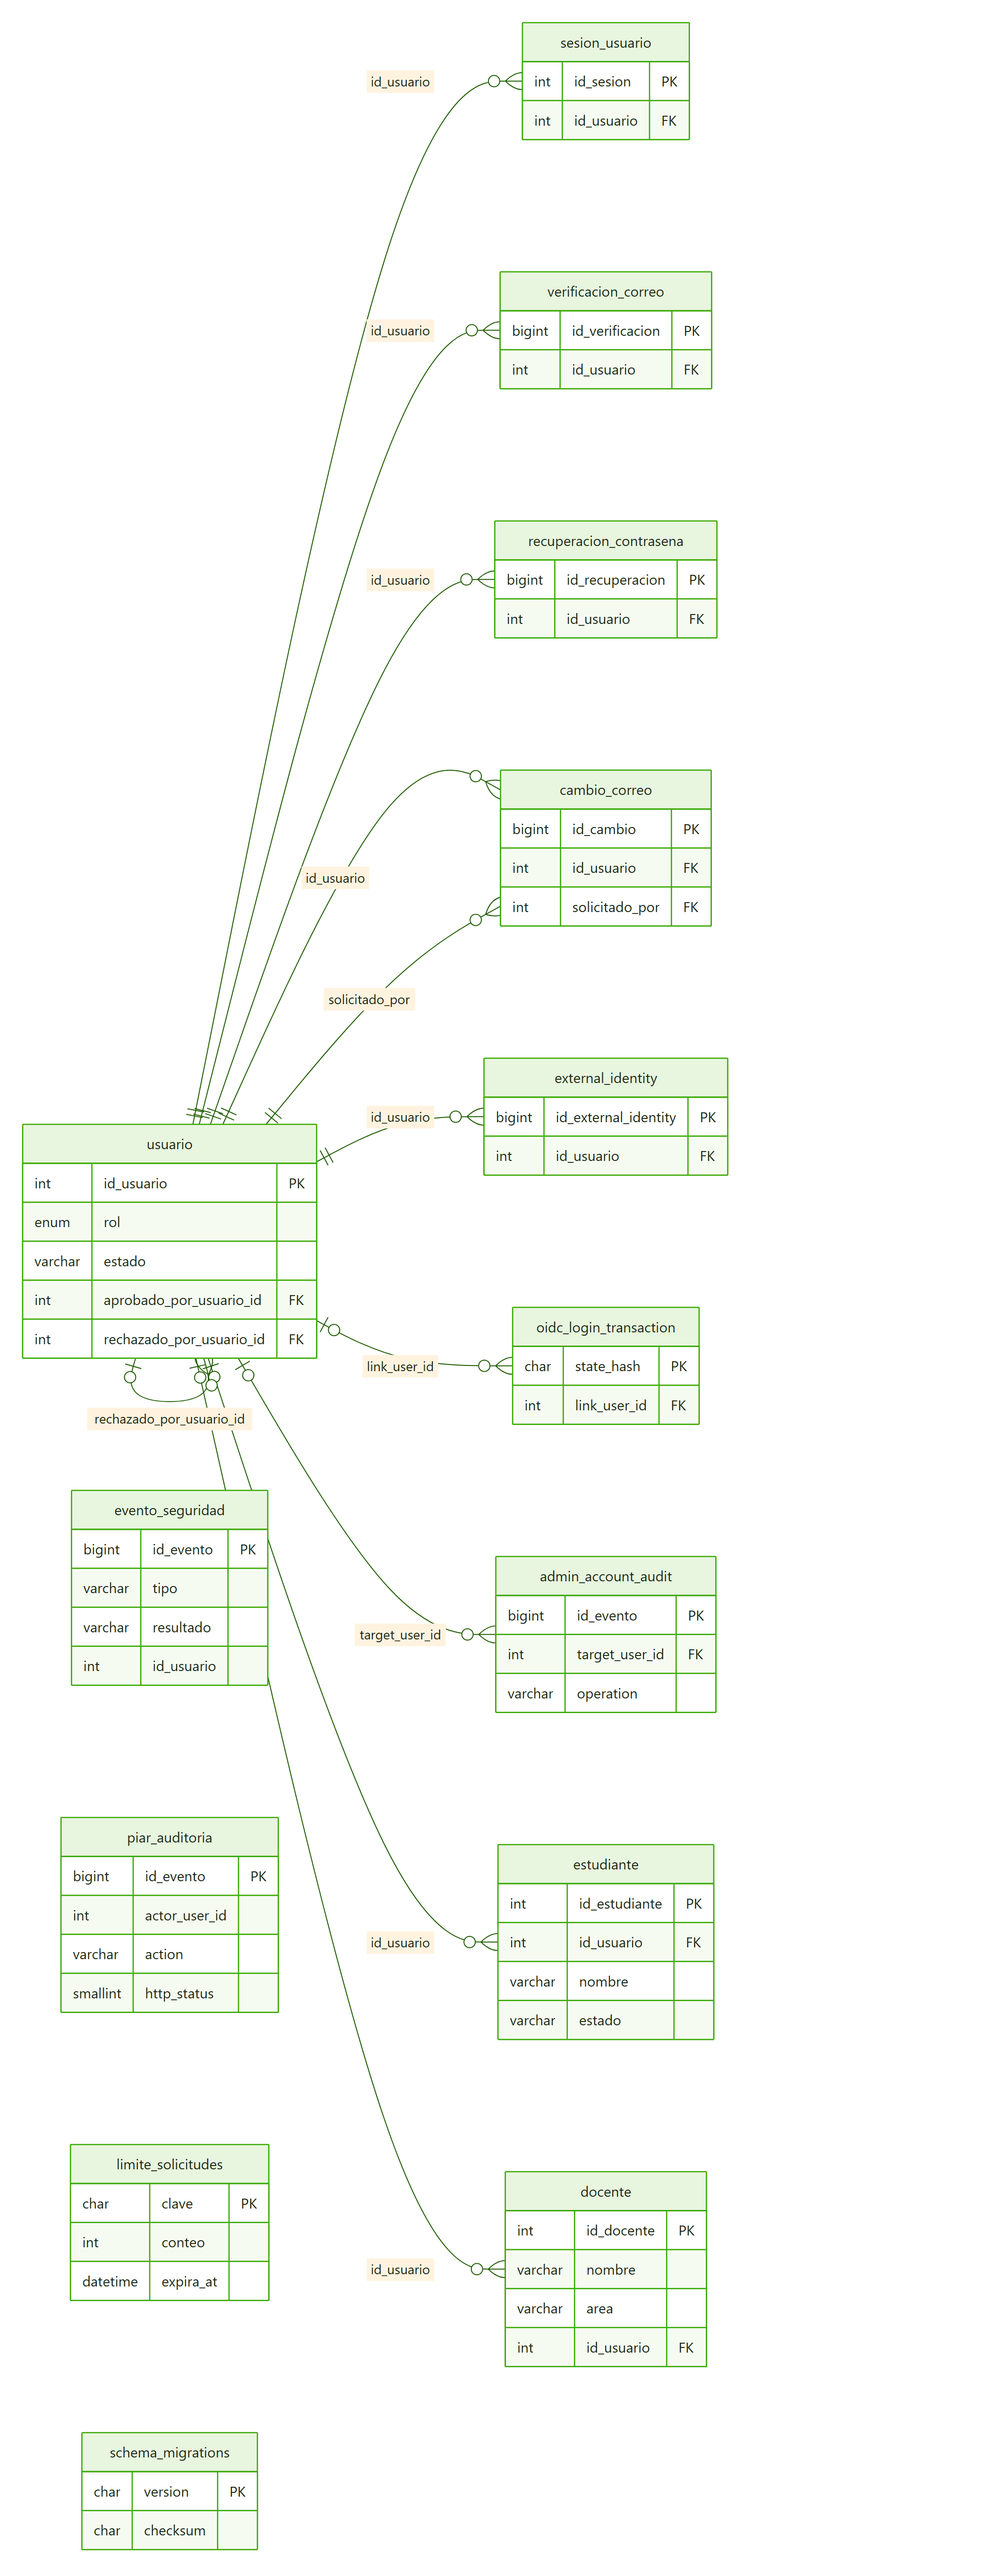 sesion_usuario
int id_sesion PK
id_usuario
int id_usuario FK
verificacion_correo
bigint id_verificacion PK
id_usuario
int id_usuario FK
recuperacion_contrasena
bigint id_recuperacion PK
id_usuario
int id_usuario FK
cambio_correo
bigint id_cambio PK
int id_usuario FK
id_usuario
int solicitado_por FK
solicitado_por
external_identity
bigint id_external_identity PK
id_usuario
int id_usuario FK
usuario
int id_usuario PK
enum rol
varchar estado
int aprobado_por_usuario_id FK
int rechazado_por_usuario_id FK
oidc_login_transaction
char state_hash PK
link_user_id
int link_user_id FK
rechazado_por_usuario_id
evento_seguridad
bigint id_evento PK
varchar tipo
varchar resultado
int id_usuario
admin_account_audit
bigint id_evento PK
target_user_id
int target_user_id FK
varchar operation
piar_auditoria
bigint id_evento PK
int actor_user_id
varchar action
smallint http_status
estudiante
int id_estudiante PK
id_usuario
int id_usuario FK
varchar nombre
varchar estado
limite_solicitudes
char clave PK
int conteo
datetime expira_at
docente
int id_docente PK
id_usuario
varchar nombre
varchar area
int id_usuario FK
schema_migrations
char version PK
char checksum